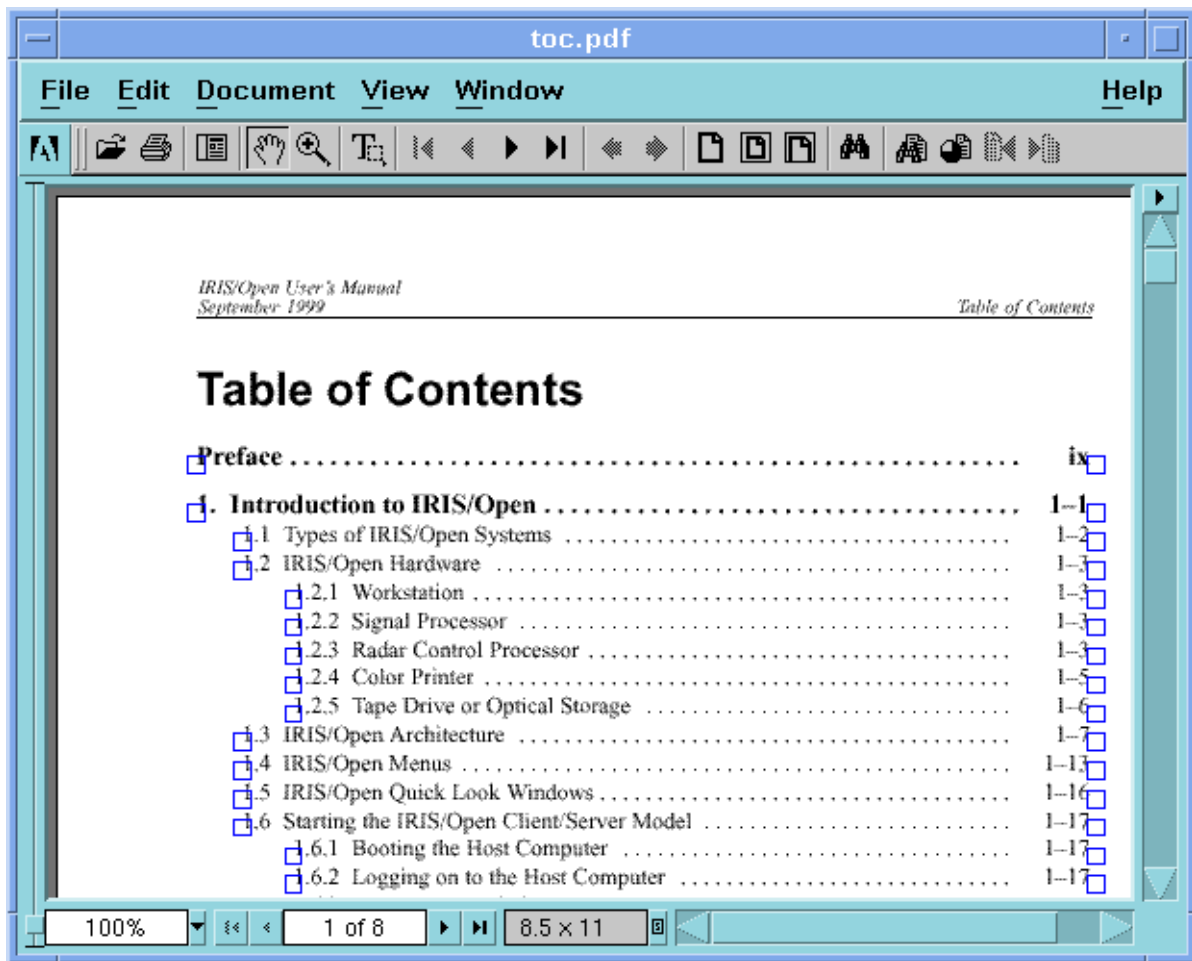 toc.pdf
File Edit Document View Window Help
IRIS/Open User's Manual
September 1999 Table of Contents
Table of Contents
Preface . . . . . . . . . . . . . . . . . . . . . . . . . . . . . . . . . . . . . . . . . . . . . . . . . . . . . . ix
1. Introduction to IRIS/Open . . . . . . . . . . . . . . . . . . . . . . . . . . . . . . . . . . . 1–1
1.1 Types of IRIS/Open Systems . . . . . . . . . . . . . . . . . . . . . . . . . . . . . . . . . . . . . . 1–2
1.2 IRIS/Open Hardware . . . . . . . . . . . . . . . . . . . . . . . . . . . . . . . . . . . . . . . . . . . 1–3
1.2.1 Workstation . . . . . . . . . . . . . . . . . . . . . . . . . . . . . . . . . . . . . . . . . . . . . 1–3
1.2.2 Signal Processor . . . . . . . . . . . . . . . . . . . . . . . . . . . . . . . . . . . . . . . . . 1–3
1.2.3 Radar Control Processor . . . . . . . . . . . . . . . . . . . . . . . . . . . . . . . . . . . . 1–3
1.2.4 Color Printer . . . . . . . . . . . . . . . . . . . . . . . . . . . . . . . . . . . . . . . . . . . . 1–5
1.2.5 Tape Drive or Optical Storage . . . . . . . . . . . . . . . . . . . . . . . . . . . . . . . 1–6
1.3 IRIS/Open Architecture . . . . . . . . . . . . . . . . . . . . . . . . . . . . . . . . . . . . . . . . . 1–7
1.4 IRIS/Open Menus . . . . . . . . . . . . . . . . . . . . . . . . . . . . . . . . . . . . . . . . . . . . . . 1–13
1.5 IRIS/Open Quick Look Windows . . . . . . . . . . . . . . . . . . . . . . . . . . . . . . . . . . . 1–16
1.6 Starting the IRIS/Open Client/Server Model . . . . . . . . . . . . . . . . . . . . . . . . . . 1–17
1.6.1 Booting the Host Computer . . . . . . . . . . . . . . . . . . . . . . . . . . . . . . . . . 1–17
1.6.2 Logging on to the Host Computer . . . . . . . . . . . . . . . . . . . . . . . . . . . . 1–17
100% 1 of 8 8.5 × 11